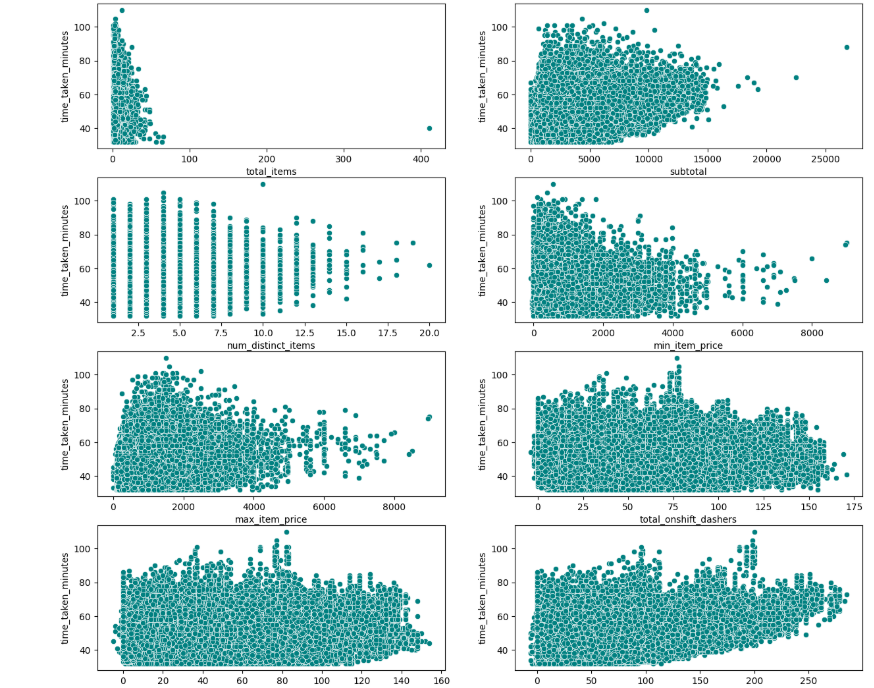 100
80
60
40
time_taken_minutes
0 100 200 300 400
total_items
100
80
60
40
time_taken_minutes
0 5000 10000 15000 20000 25000
subtotal
100
80
60
40
time_taken_minutes
2.5 5.0 7.5 10.0 12.5 15.0 17.5 20.0
num_distinct_items
100
80
60
40
time_taken_minutes
0 2000 4000 6000 8000
min_item_price
100
80
60
40
time_taken_minutes
0 2000 4000 6000 8000
max_item_price
100
80
60
40
time_taken_minutes
0 25 50 75 100 125 150 175
total_onshift_dashers
100
80
60
40
time_taken_minutes
0 20 40 60 80 100 120 140 160
100
80
60
40
time_taken_minutes
0 50 100 150 200 250